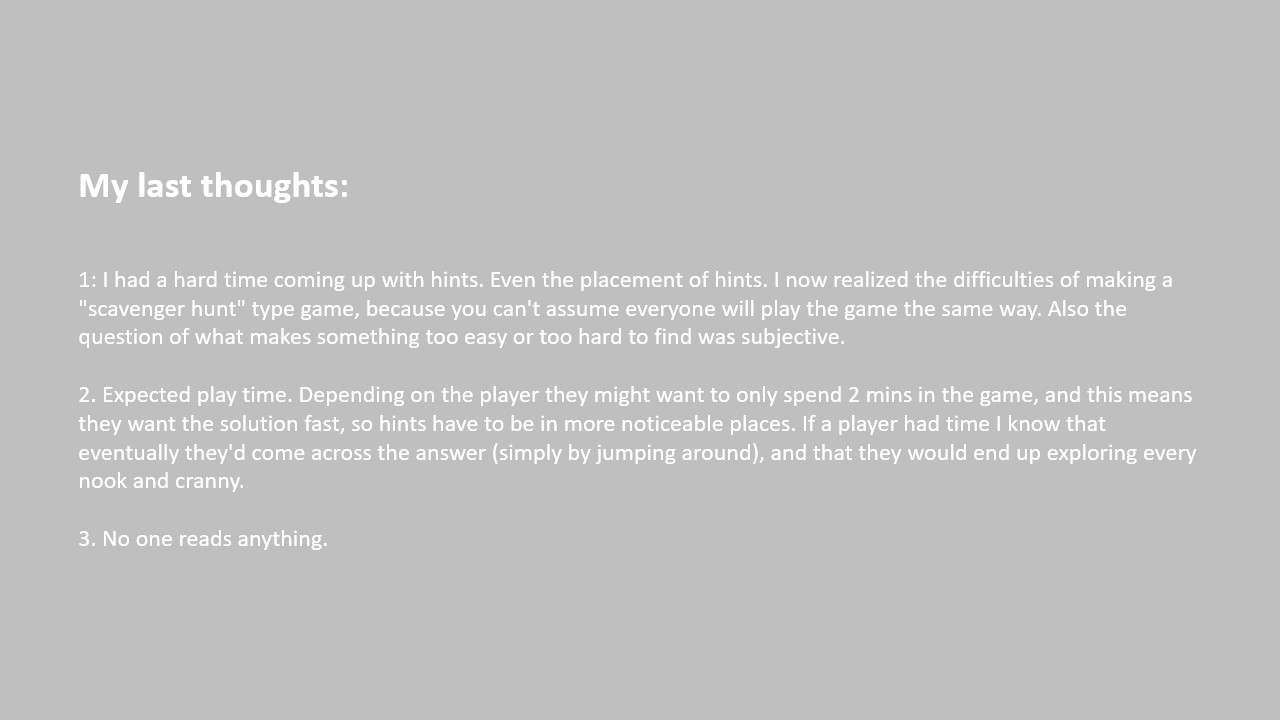 My last thoughts:
1: I had a hard time coming up with hints. Even the placement of hints. I now realized the difficulties of making a
"scavenger hunt" type game, because you can't assume everyone will play the game the same way. Also the
question of what makes something too easy or too hard to find was subjective.
2. Expected play time. Depending on the player they might want to only spend 2 mins in the game, and this means
they want the solution fast, so hints have to be in more noticeable places. If a player had time I know that
eventually they'd come across the answer (simply by jumping around), and that they would end up exploring every
nook and cranny.
3. No one reads anything.